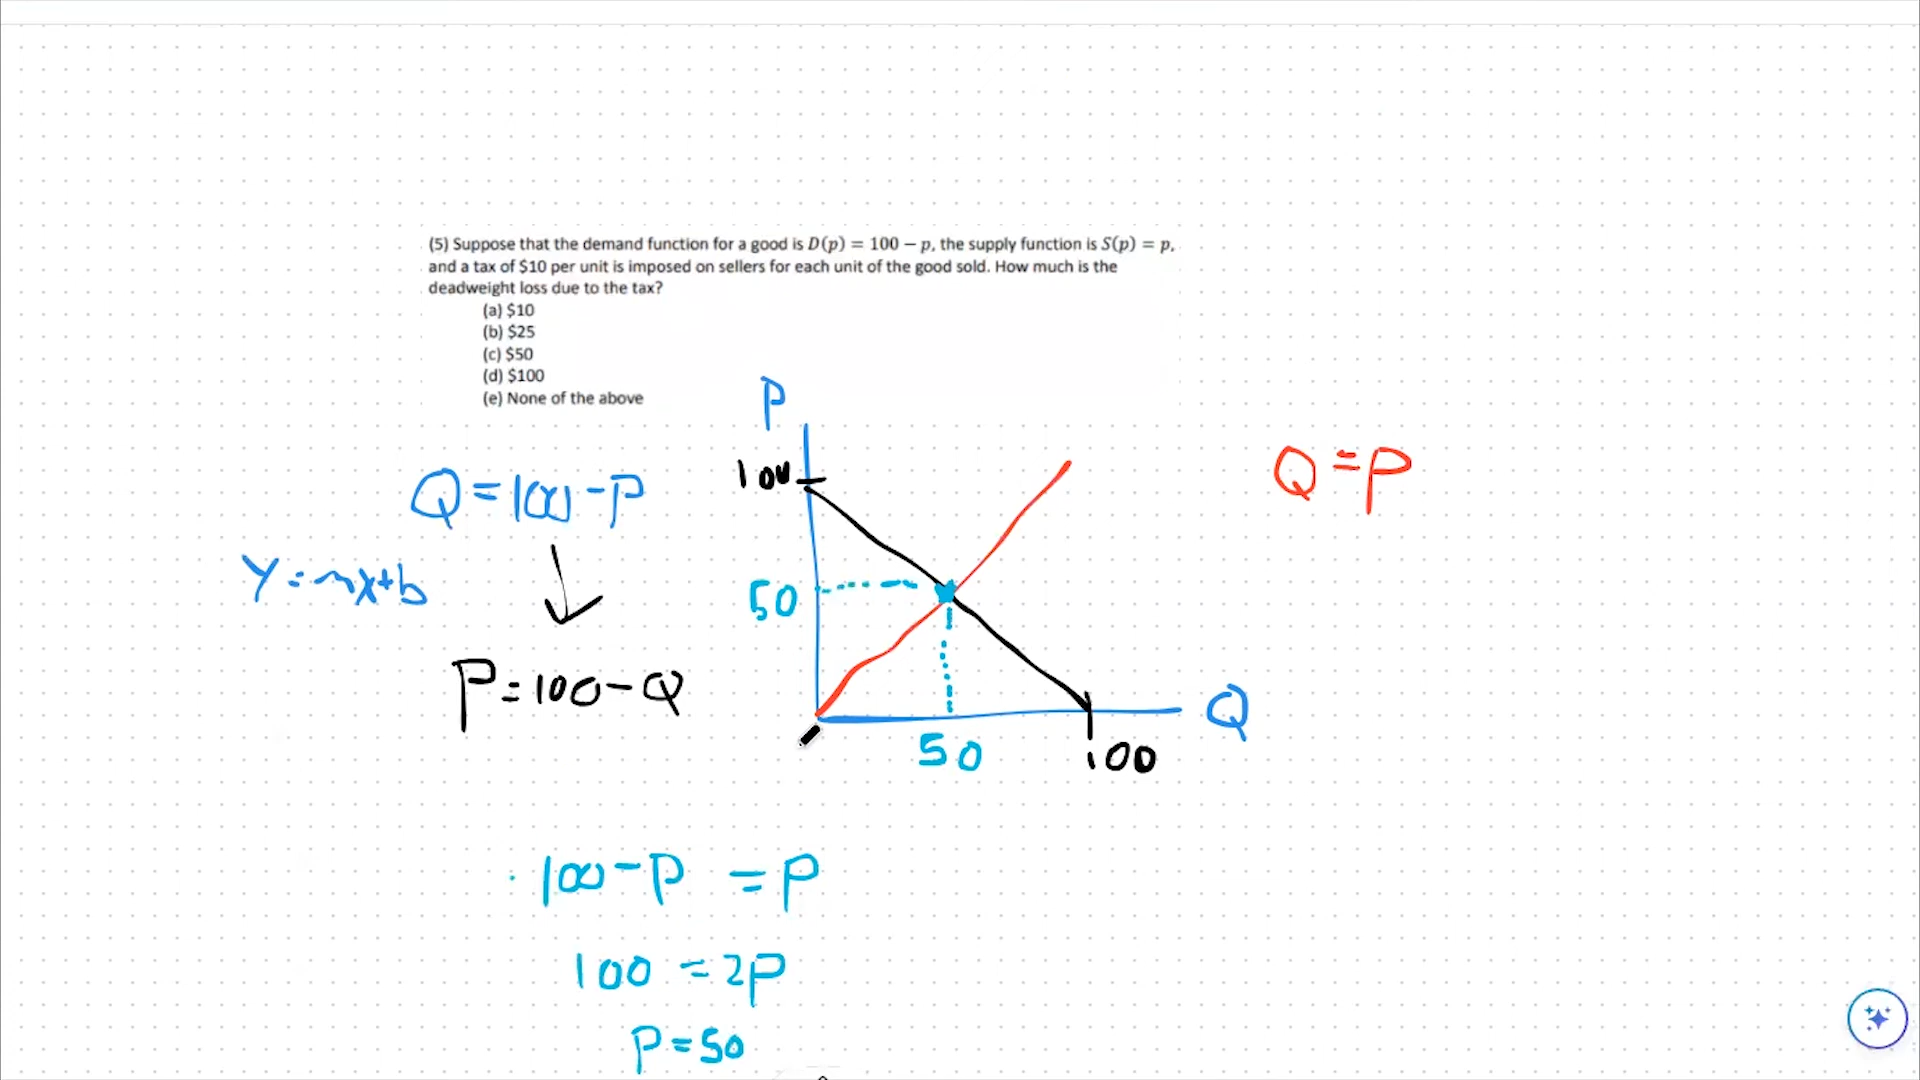 (5) Suppose that the demand function for a good is D(p) = 100 − p, the supply function is S(p) = p,
and a tax of $10 per unit is imposed on sellers for each unit of the good sold. How much is the
deadweight loss due to the tax?
(a) $10
(b) $25
(c) $50
(d) $100
(e) None of the above
P
100
Q = 100 - P
Q = P
Y = mx+b
50
P = 100 - Q
Q
50
100
100 - P = P
100 = 2P
P = 50